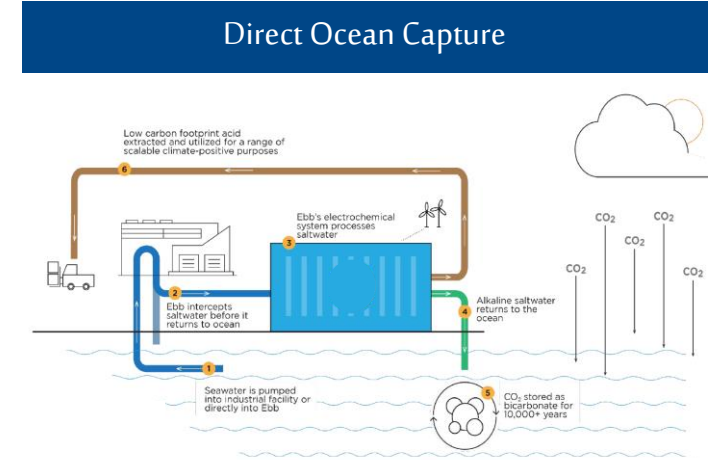 Direct Ocean Capture
Low carbon footprint acid
extracted and utilized for a range of
scalable climate-positive purposes
6
Ebb's electrochemical
system processes
saltwater
3
CO₂
CO₂
CO₂
CO₂
CO₂
2
Ebb intercepts
saltwater before it
returns to ocean
4
Alkaline saltwater
returns to the
ocean
1
Seawater is pumped
into industrial facility or
directly into Ebb
5
CO₂ stored as
bicarbonate for
10,000+ years